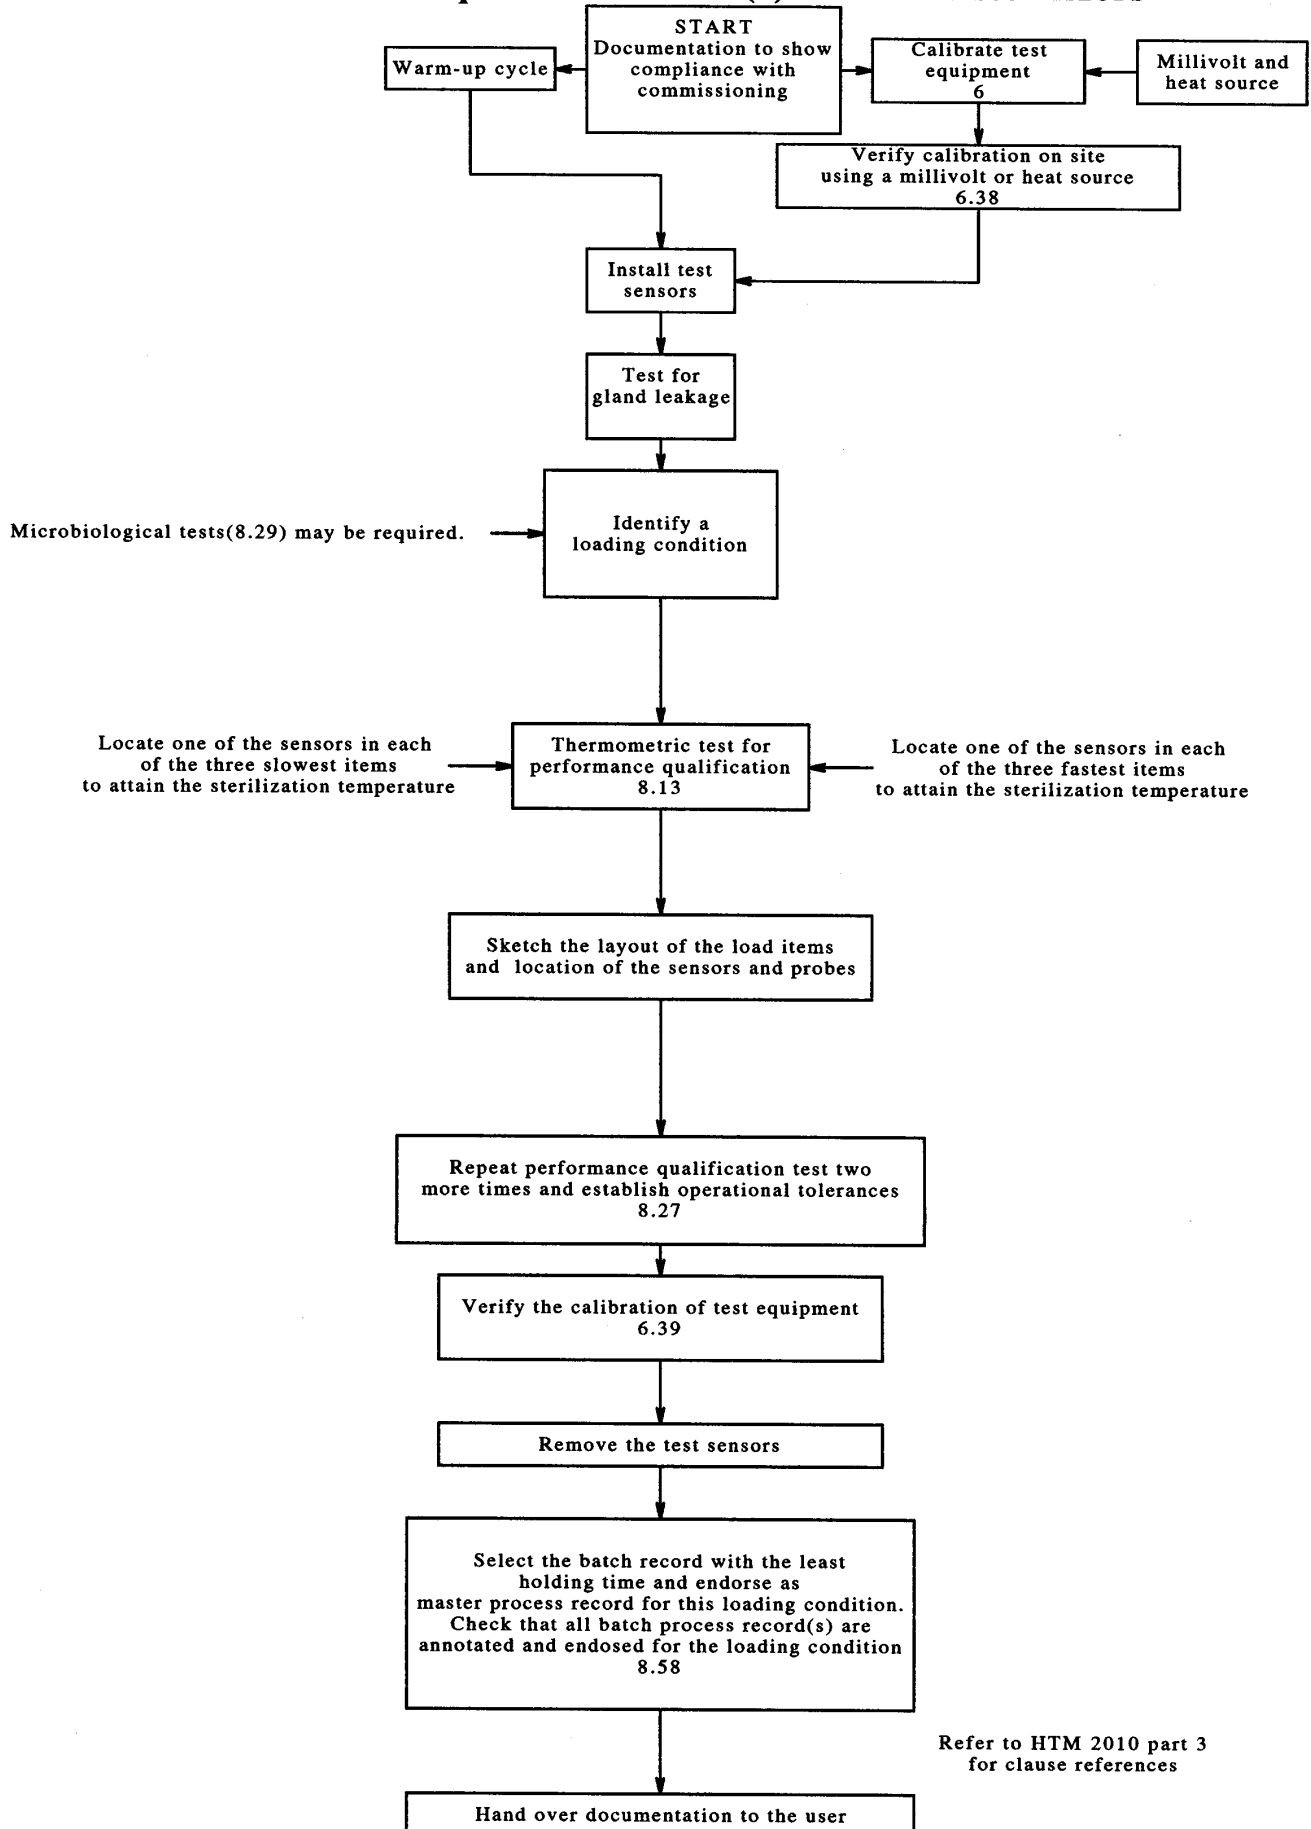 START
Documentation to show
compliance with
commissioning
Warm-up cycle
Calibrate test
equipment
6
Millivolt and
heat source
Verify calibration on site
using a millivolt or heat source
6.38
Install test
sensors
Test for
gland leakage
Microbiological tests(8.29) may be required.
Identify a
loading condition
Locate one of the sensors in each
of the three slowest items
to attain the sterilization temperature
Thermometric test for
performance qualification
8.13
Locate one of the sensors in each
of the three fastest items
to attain the sterilization temperature
Sketch the layout of the load items
and location of the sensors and probes
Repeat performance qualification test two
more times and establish operational tolerances
8.27
Verify the calibration of test equipment
6.39
Remove the test sensors
Select the batch record with the least
holding time and endorse as
master process record for this loading condition.
Check that all batch process record(s) are
annotated and endosed for the loading condition
8.58
Refer to HTM 2010 part 3
for clause references
Hand over documentation to the user